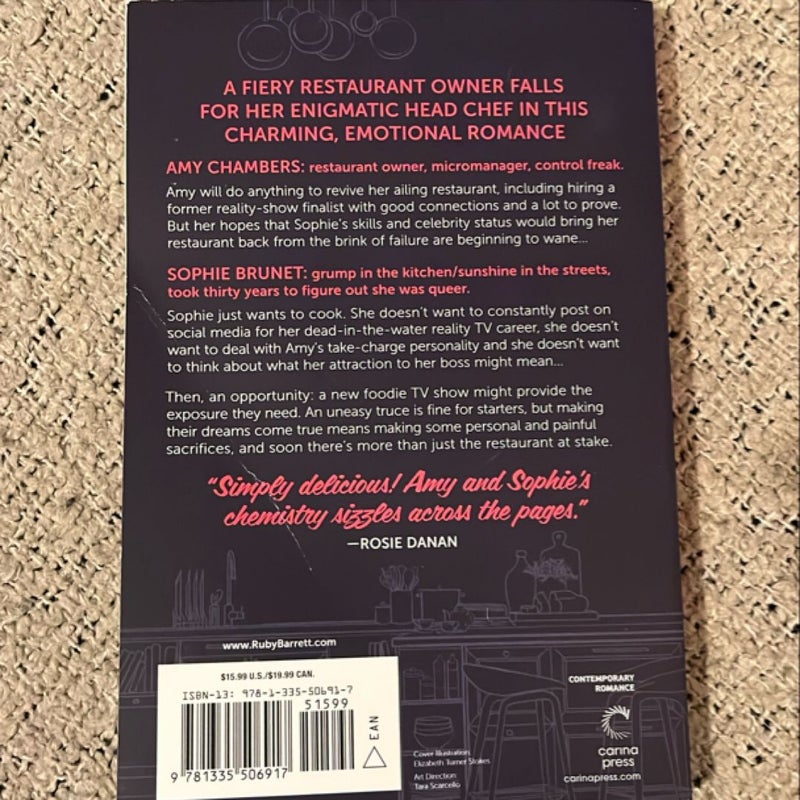 A FIERY RESTAURANT OWNER FALLS
FOR HER ENIGMATIC HEAD CHEF IN THIS
CHARMING, EMOTIONAL ROMANCE
AMY CHAMBERS: restaurant owner, micromanager, control freak.
Amy will do anything to revive her ailing restaurant, including hiring a
former reality-show finalist with good connections and a lot to prove.
But her hopes that Sophie's skills and celebrity status would bring her
restaurant back from the brink of failure are beginning to wane...
SOPHIE BRUNET: grump in the kitchen/sunshine in the streets,
took thirty years to figure out she was queer.
Sophie just wants to cook. She doesn't want to constantly post on
social media for her dead-in-the-water reality TV career, she doesn't
want to deal with Amy's take-charge personality and she doesn't want
to think about what her attraction to her boss might mean...
Then, an opportunity: a new foodie TV show might provide the
exposure they need. An uneasy truce is fine for starters, but making
their dreams come true means making some personal and painful
sacrifices, and soon there's more than just the restaurant at stake.
"Simply delicious! Amy and Sophie's
chemistry sizzles across the pages."
—ROSIE DANAN
www.RubyBarrett.com
$15.99 U.S./$19.99 CAN.
ISBN-13: 978-1-335-50691-7
51599
EAN
9 781335 506917
Cover Illustration:
Elizabeth Turner Stokes
Art Direction:
Tara Scarcello
CONTEMPORARY
ROMANCE
carina
press
carinapress.com